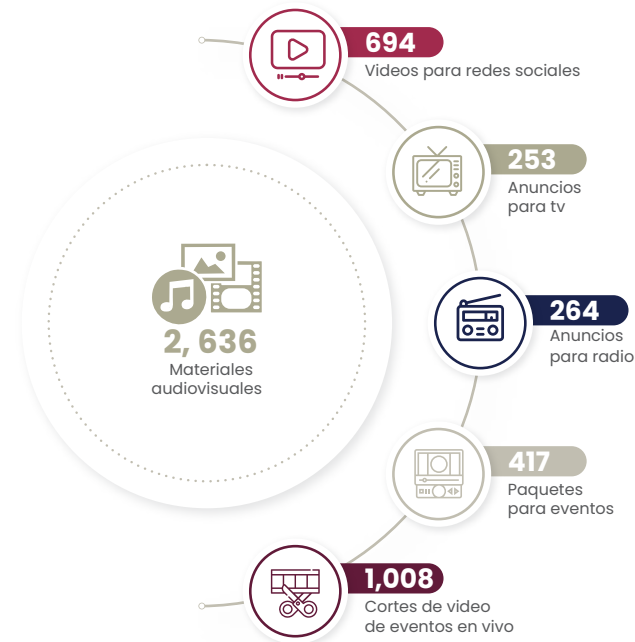 694
Videos para redes sociales
253
Anuncios
para tv
264
Anuncios
para radio
2, 636
Materiales
audiovisuales
417
Paquetes
para eventos
1,008
Cortes de video
de eventos en vivo